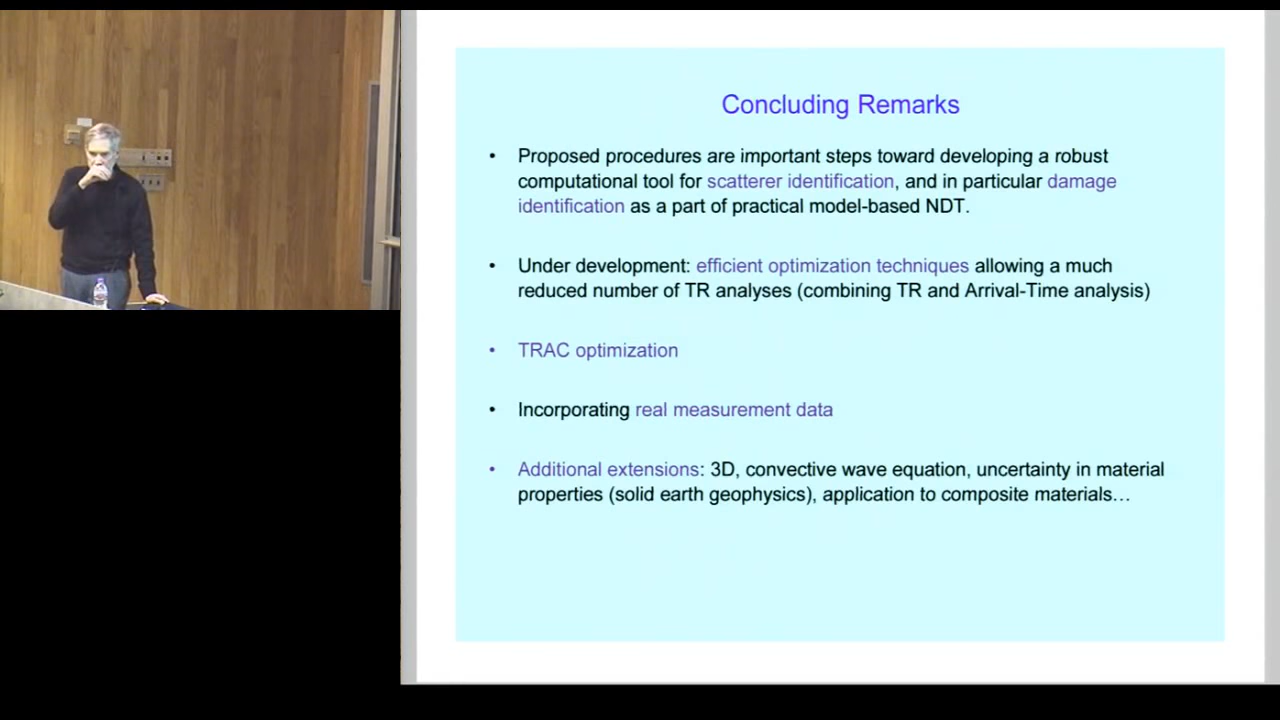 Concluding Remarks
• Proposed procedures are important steps toward developing a robust
computational tool for scatterer identification, and in particular damage
identification as a part of practical model-based NDT.
• Under development: efficient optimization techniques allowing a much
reduced number of TR analyses (combining TR and Arrival-Time analysis)
• TRAC optimization
• Incorporating real measurement data
• Additional extensions: 3D, convective wave equation, uncertainty in material
properties (solid earth geophysics), application to composite materials…